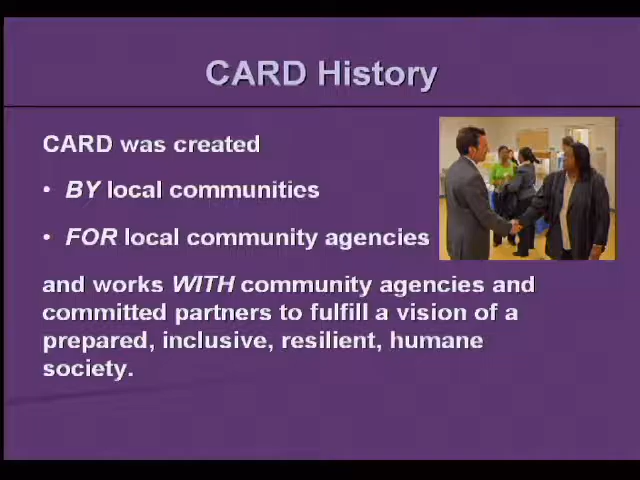 CARD History
CARD was created
• BY local communities
• FOR local community agencies
and works WITH community agencies and
committed partners to fulfill a vision of a
prepared, inclusive, resilient, humane
society.